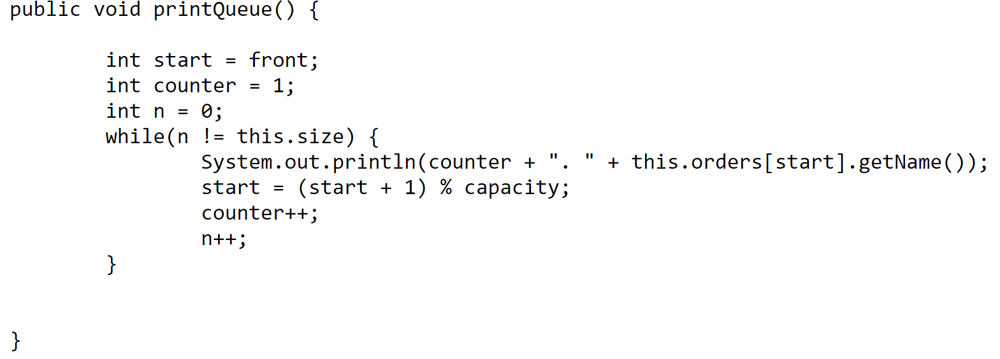 public void printQueue() {
int start = front;
int counter = 1;
int n = 0;
while(n != this.size) {
System.out.println(counter + ". " + this.orders[start].getName());
start = (start + 1) % capacity;
counter++;
n++;
}
}